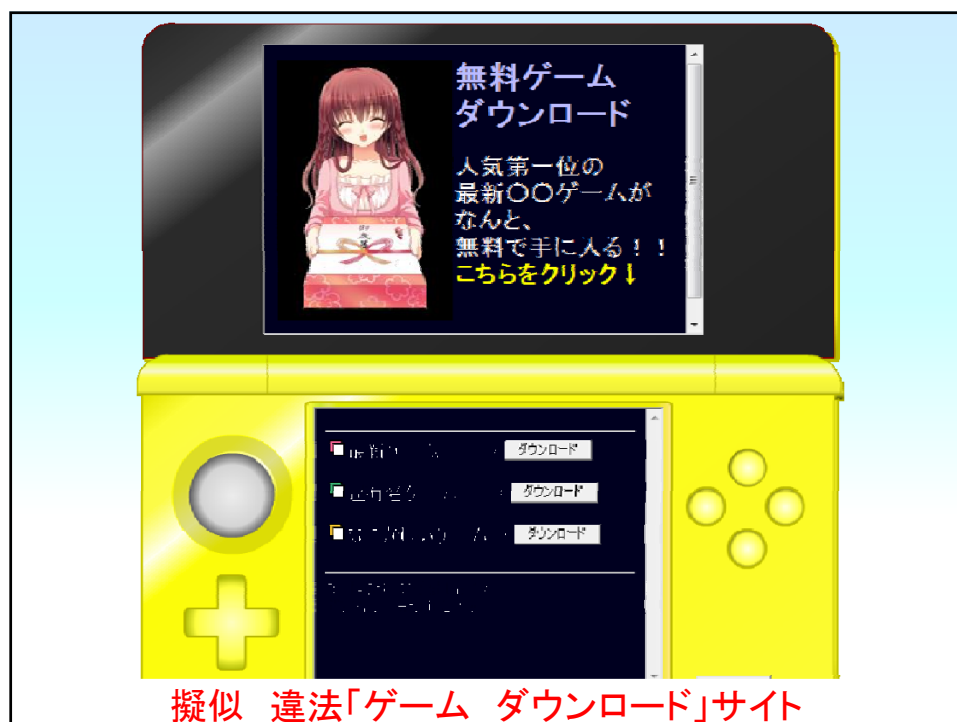 無料ゲーム
ダウンロード
人気第一位の
最新〇〇ゲームが
なんと、
無料で手に入る！！
こちらをクリック↓
ダウンロード
ダウンロード
ダウンロード
擬似　違法「ゲーム　ダウンロード」サイト